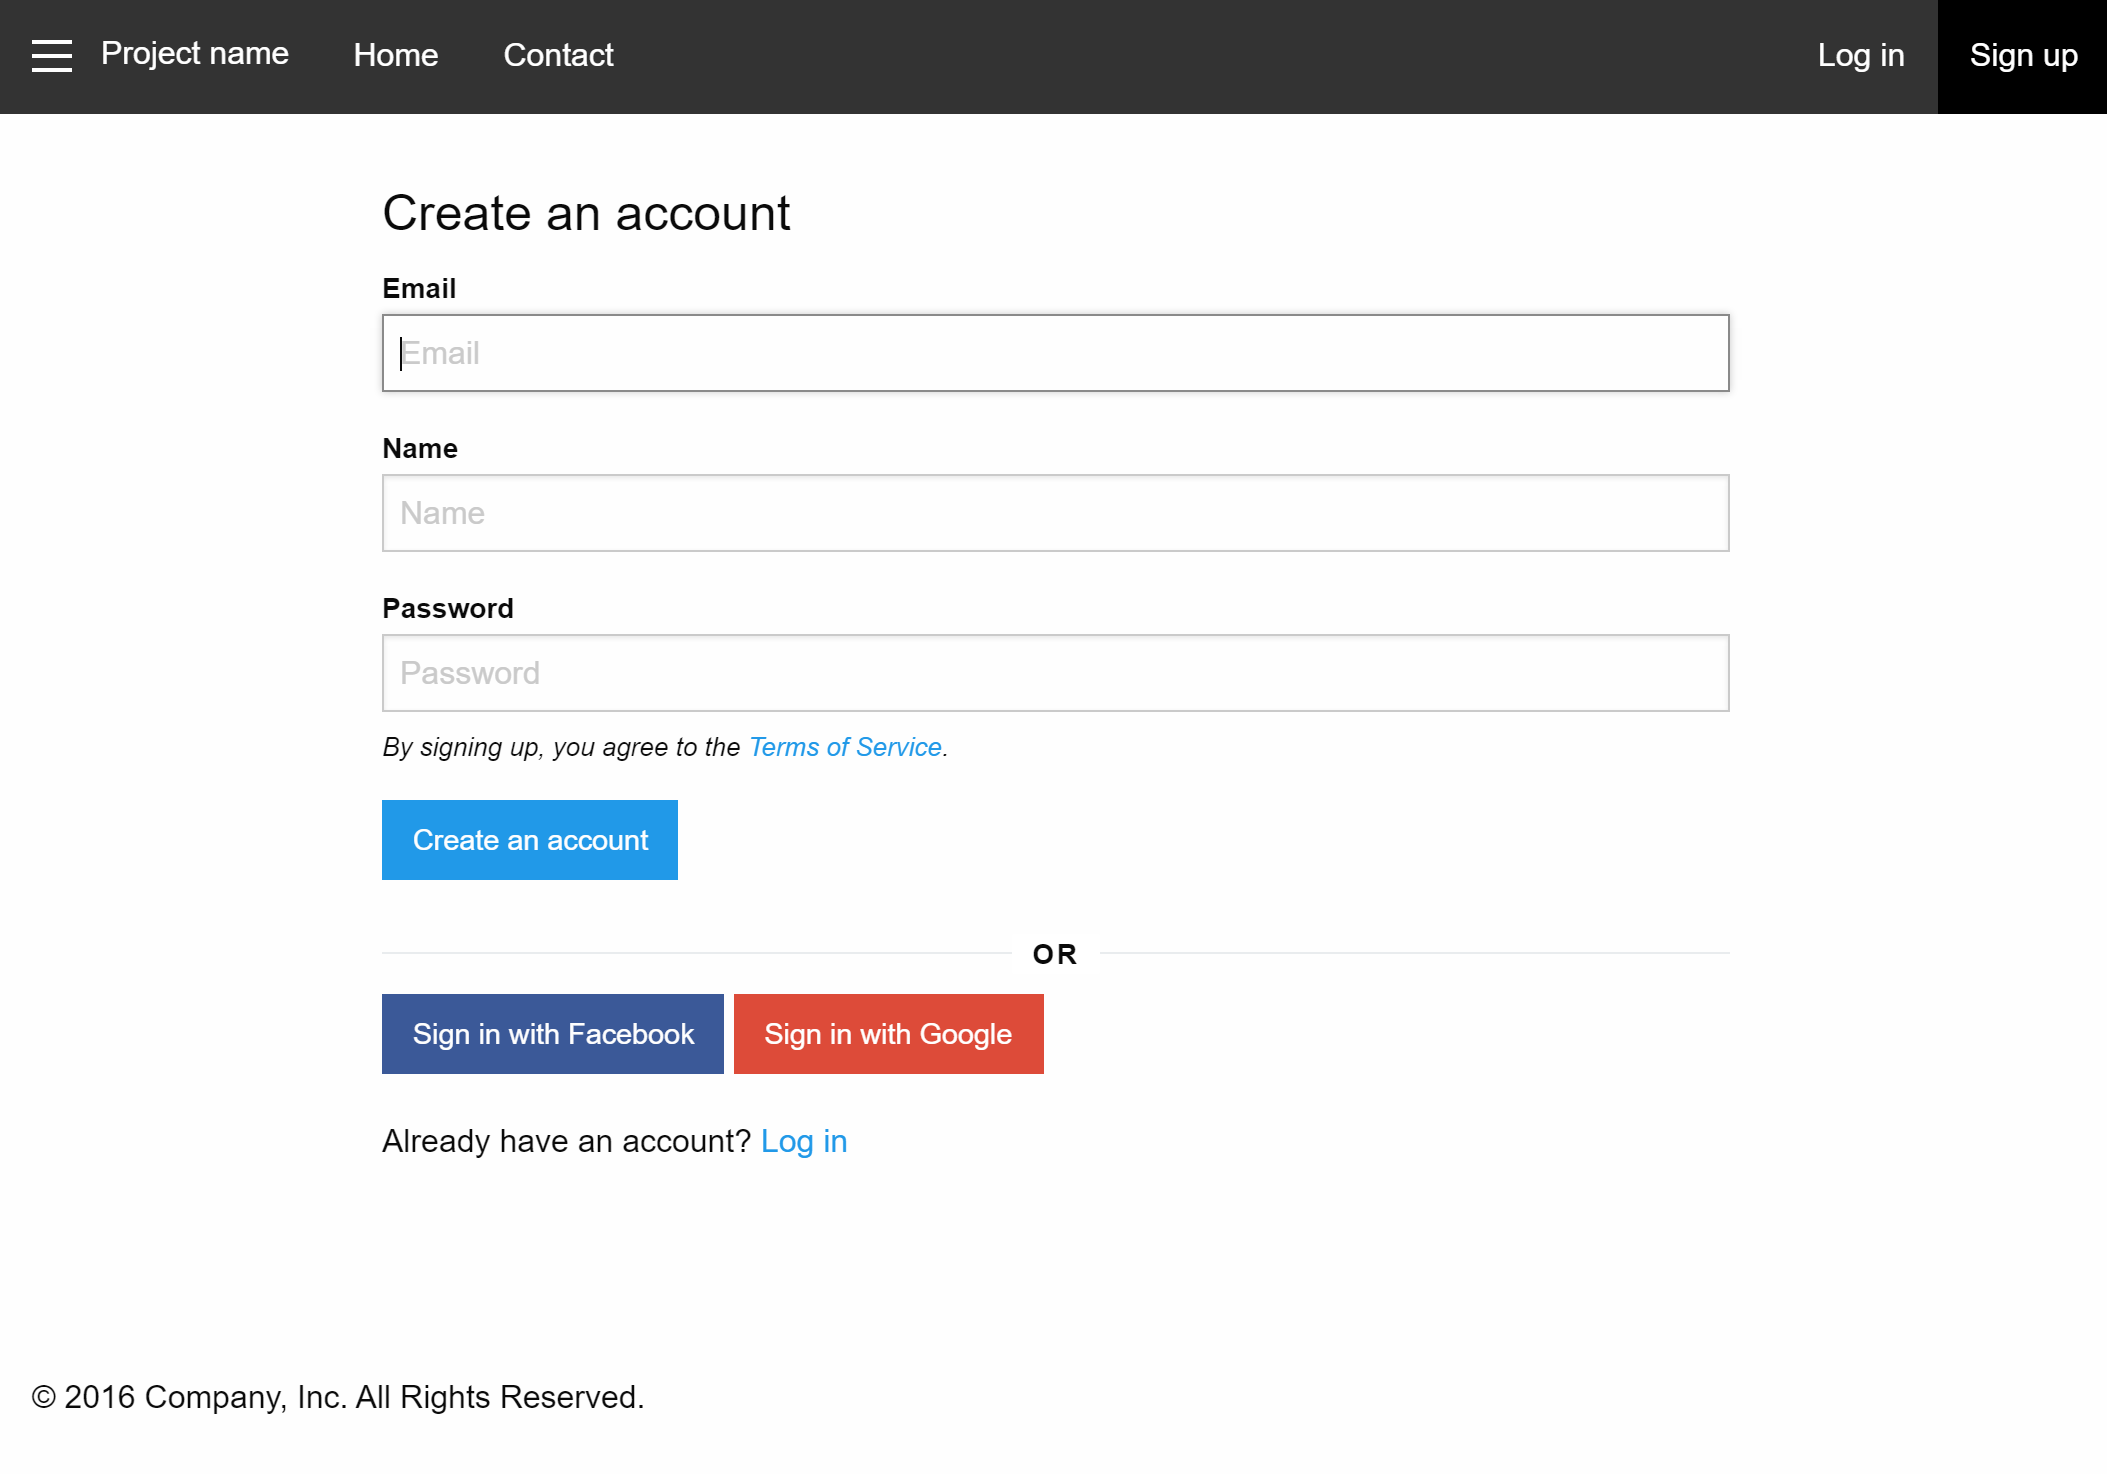 Project name Home Contact Log in Sign up
Create an account
Email
Email
Name
Name
Password
Password
By signing up, you agree to the Terms of Service.
Create an account
OR
Sign in with Facebook Sign in with Google
Already have an account? Log in
© 2016 Company, Inc. All Rights Reserved.